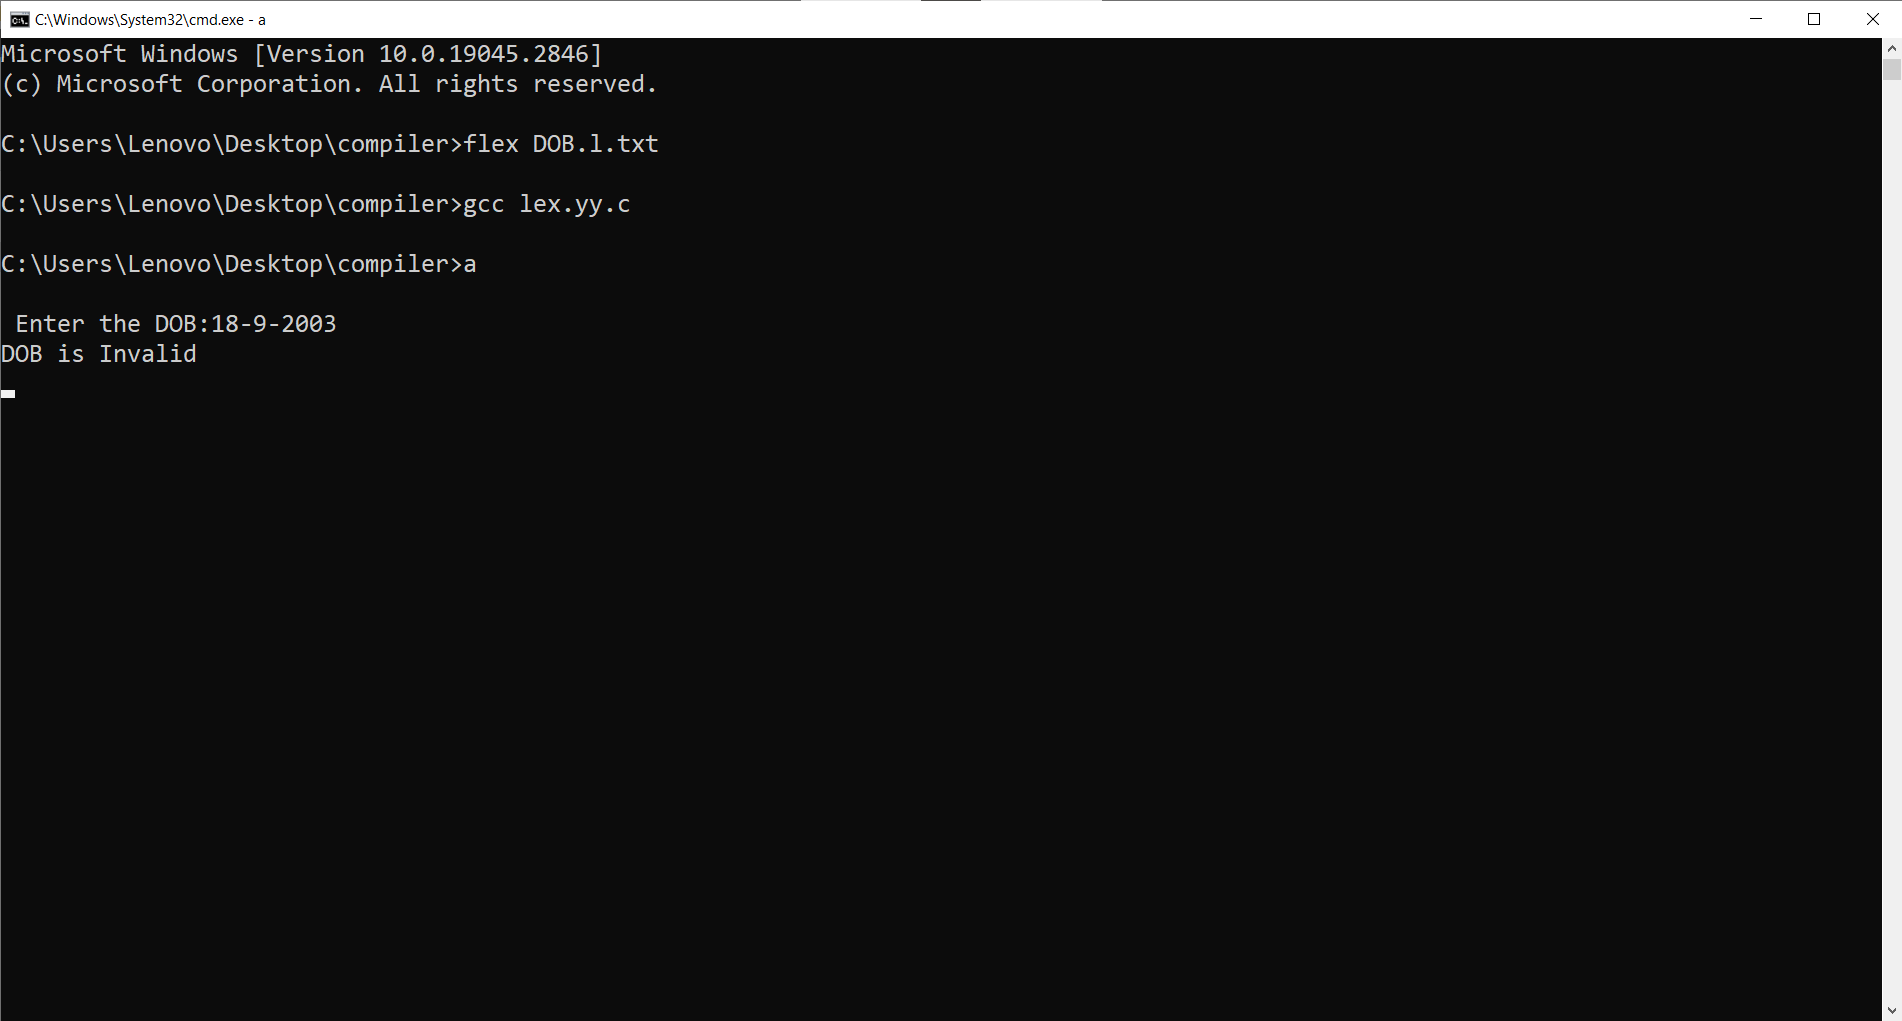 C:\Windows\System32\cmd.exe - a
Microsoft Windows [Version 10.0.19045.2846]
(c) Microsoft Corporation. All rights reserved.
C:\Users\Lenovo\Desktop\compiler>flex DOB.l.txt
C:\Users\Lenovo\Desktop\compiler>gcc lex.yy.c
C:\Users\Lenovo\Desktop\compiler>a
Enter the DOB:18-9-2003
DOB is Invalid